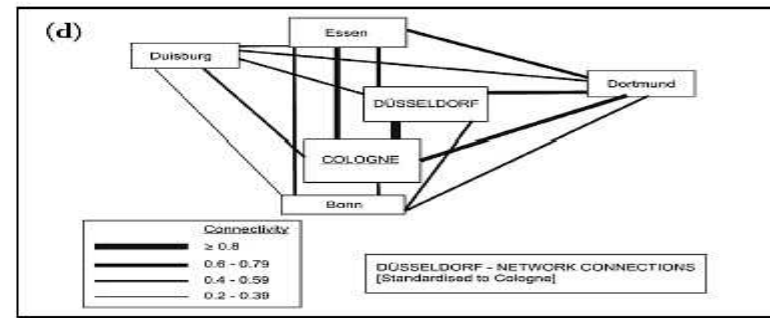 (d)
Essen
Duisburg
Dortmund
DÜSSELDORF
COLOGNE
Bonn
Connectivity
≥ 0.8
0.6 - 0.79
0.4 - 0.59
0.2 - 0.39
DÜSSELDORF - NETWORK CONNECTIONS
[Standardised to Cologne]